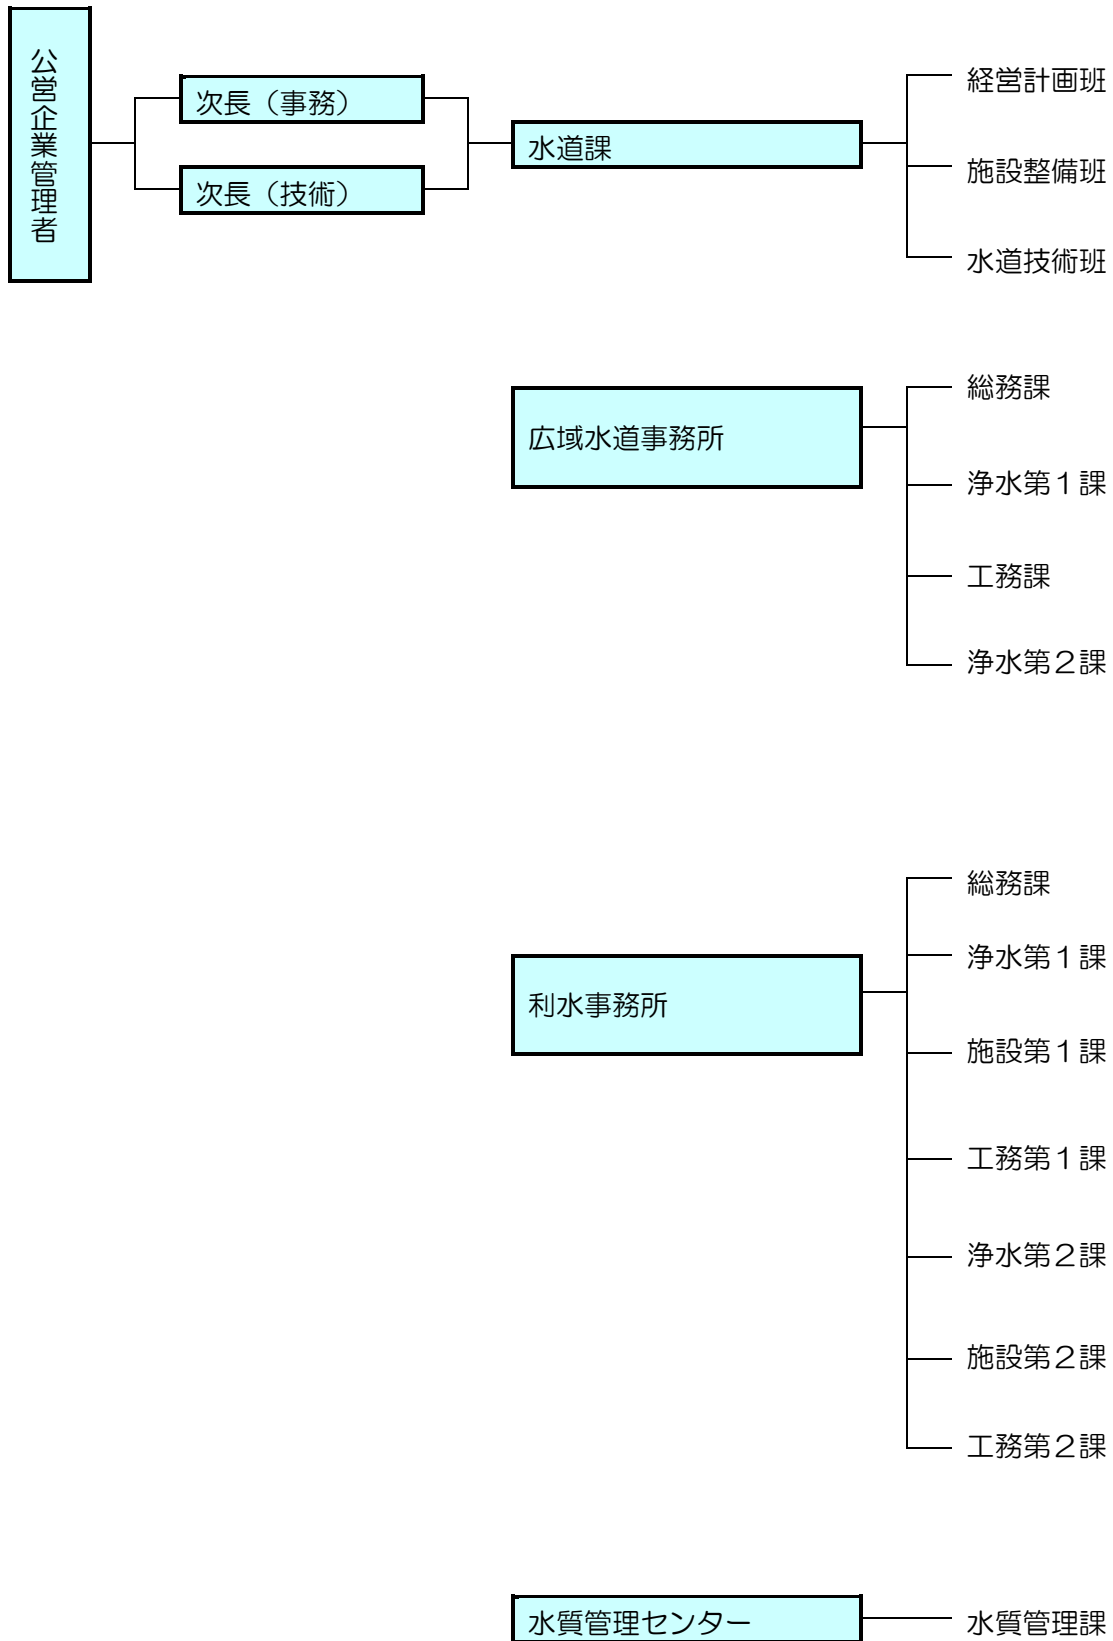 公営企業管理者
次長（事務）
次長（技術）
水道課
経営計画班
施設整備班
水道技術班
広域水道事務所
総務課
浄水第１課
工務課
浄水第２課
利水事務所
総務課
浄水第１課
施設第１課
工務第１課
浄水第２課
施設第２課
工務第２課
水質管理センター
水質管理課